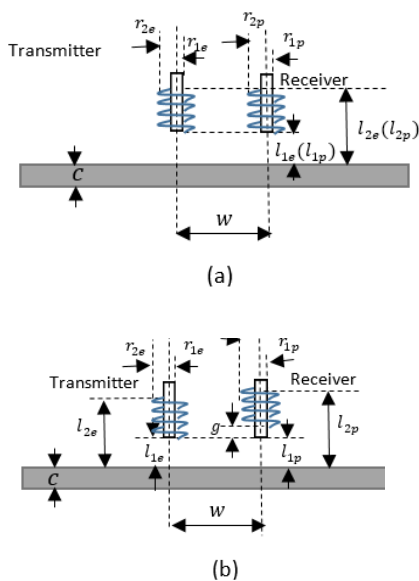 r2e
r1e
r2p
r1p
Transmitter
Receiver
l2e(l2p)
l1e(l1p)
C
w
(a)
r2e
r1e
r1p
Transmitter
Receiver
l2e
g
l2p
l1e
l1p
C
w
(b)